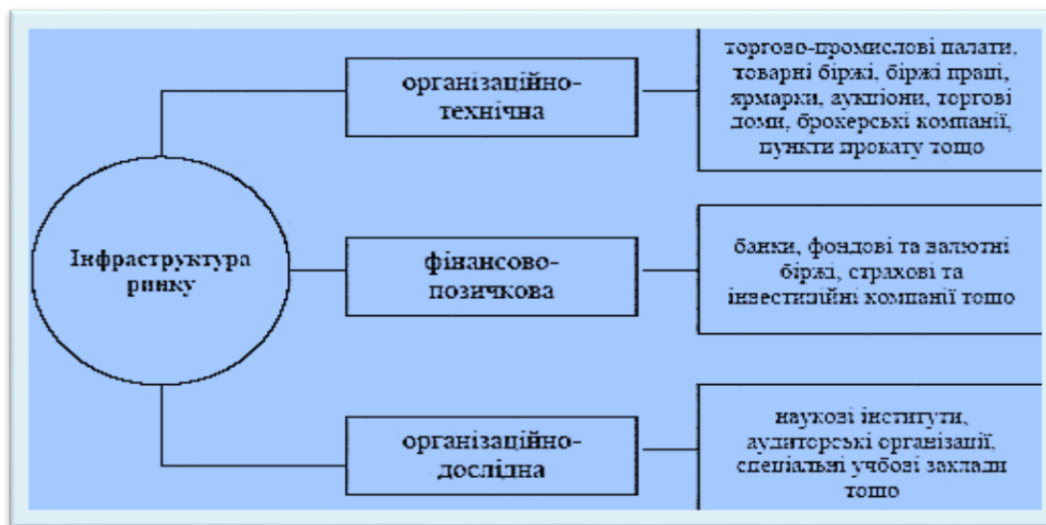 Інфраструктура
ринку
організаційно-
технічна
торгово-промислові палати,
товарні біржі, біржі праці,
ярмарки, аукціони, торгові
доми, брокерські компанії,
пункти прокату тощо
фінансово-
позичкова
банки, фондові та валютні
біржі, страхові та
інвестиційні компанії тощо
організаційно-
дослідна
наукові інститути,
аудиторські організації,
спеціальні учбові заклади
тощо